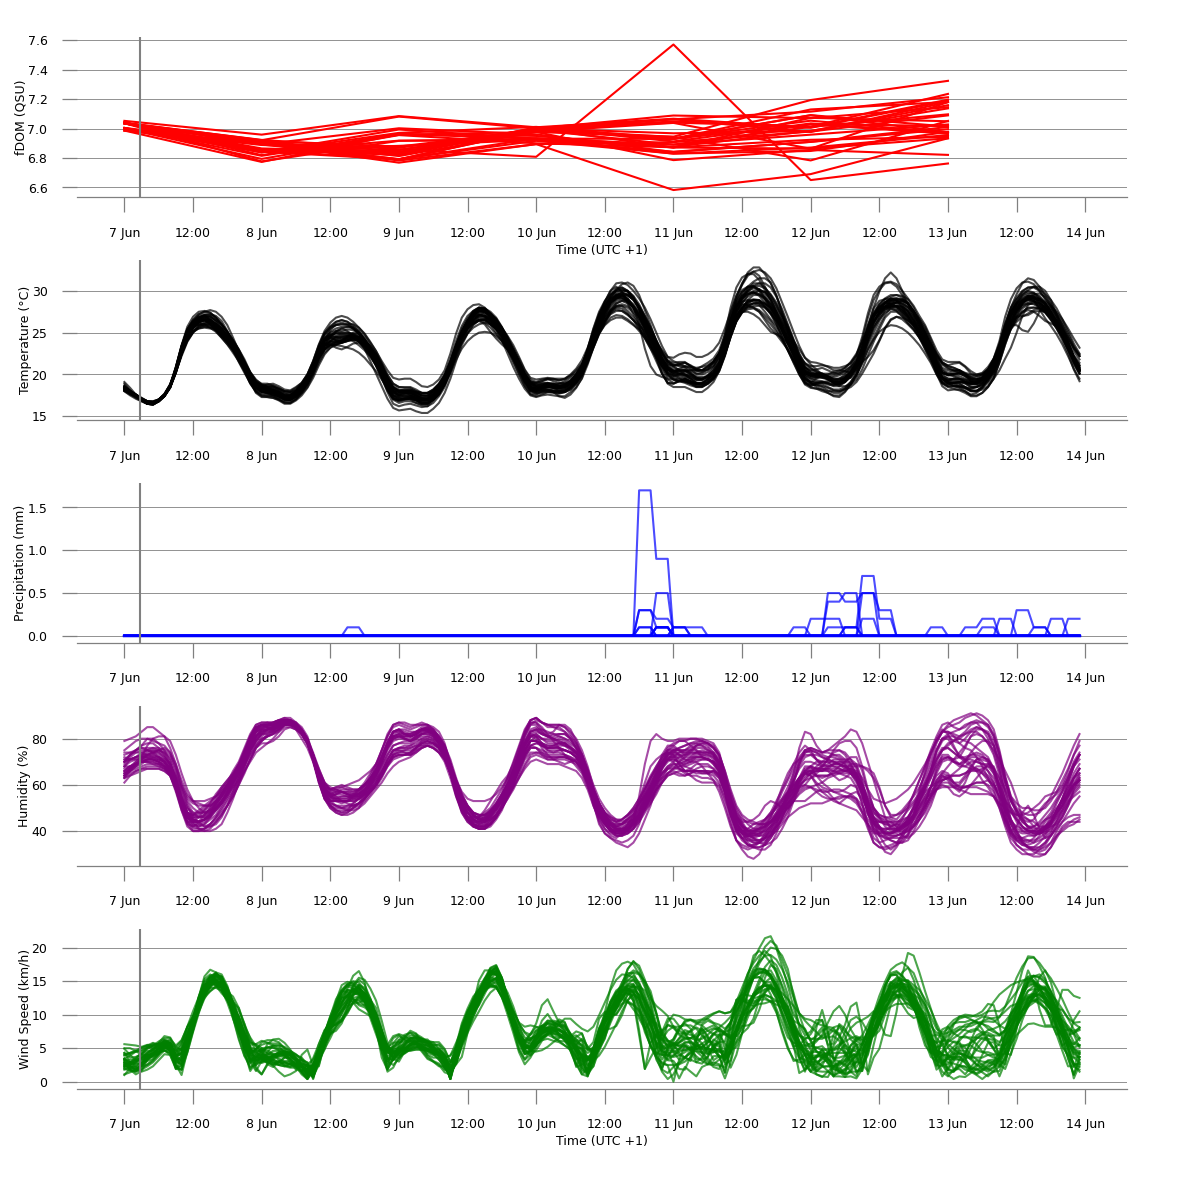 fDOM (QSU)
7.6
7.4
7.2
7.0
6.8
6.6
7 Jun 12:00 8 Jun 12:00 9 Jun 12:00 10 Jun 12:00 11 Jun 12:00 12 Jun 12:00 13 Jun 12:00 14 Jun
Time (UTC +1)
Temperature (°C)
30
25
20
15
7 Jun 12:00 8 Jun 12:00 9 Jun 12:00 10 Jun 12:00 11 Jun 12:00 12 Jun 12:00 13 Jun 12:00 14 Jun
Precipitation (mm)
1.5
1.0
0.5
0.0
7 Jun 12:00 8 Jun 12:00 9 Jun 12:00 10 Jun 12:00 11 Jun 12:00 12 Jun 12:00 13 Jun 12:00 14 Jun
Humidity (%)
80
60
40
7 Jun 12:00 8 Jun 12:00 9 Jun 12:00 10 Jun 12:00 11 Jun 12:00 12 Jun 12:00 13 Jun 12:00 14 Jun
Wind Speed (km/h)
20
15
10
5
0
7 Jun 12:00 8 Jun 12:00 9 Jun 12:00 10 Jun 12:00 11 Jun 12:00 12 Jun 12:00 13 Jun 12:00 14 Jun
Time (UTC +1)